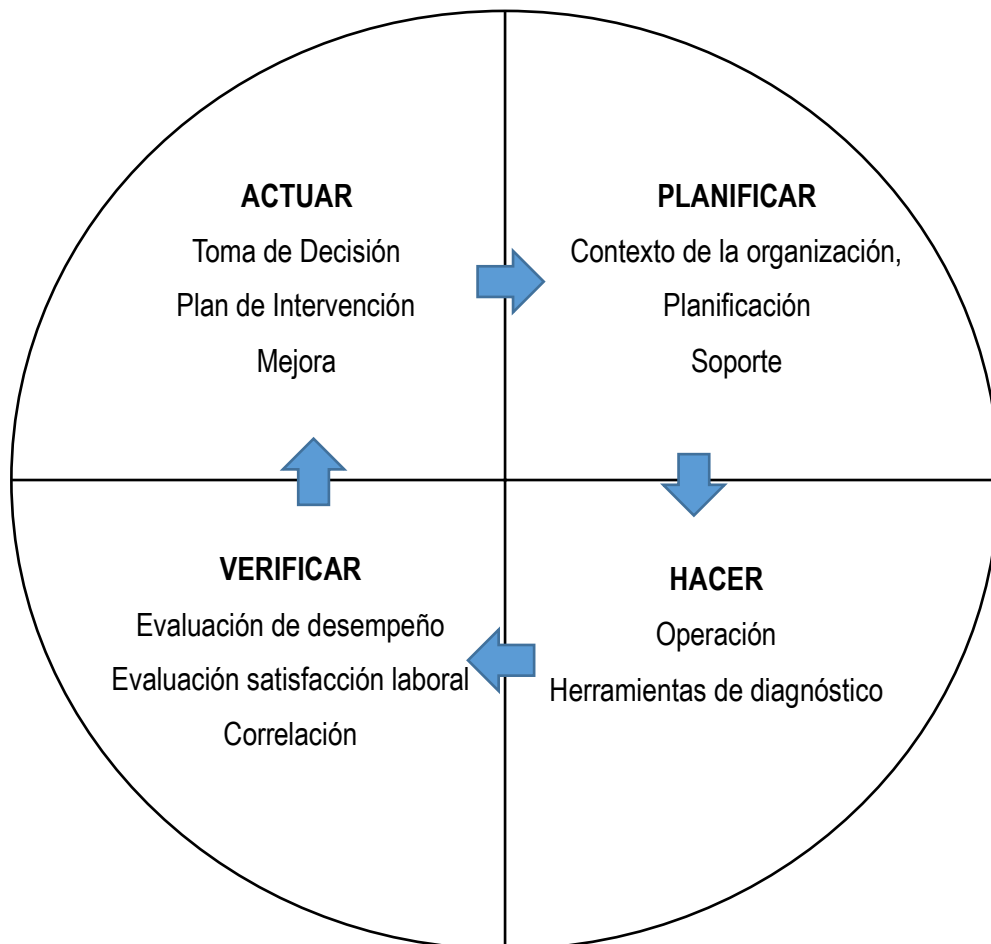 ACTUAR
Toma de Decisión
Plan de Intervención
Mejora
PLANIFICAR
Contexto de la organización,
Planificación
Soporte
VERIFICAR
Evaluación de desempeño
Evaluación satisfacción laboral
Correlación
HACER
Operación
Herramientas de diagnóstico